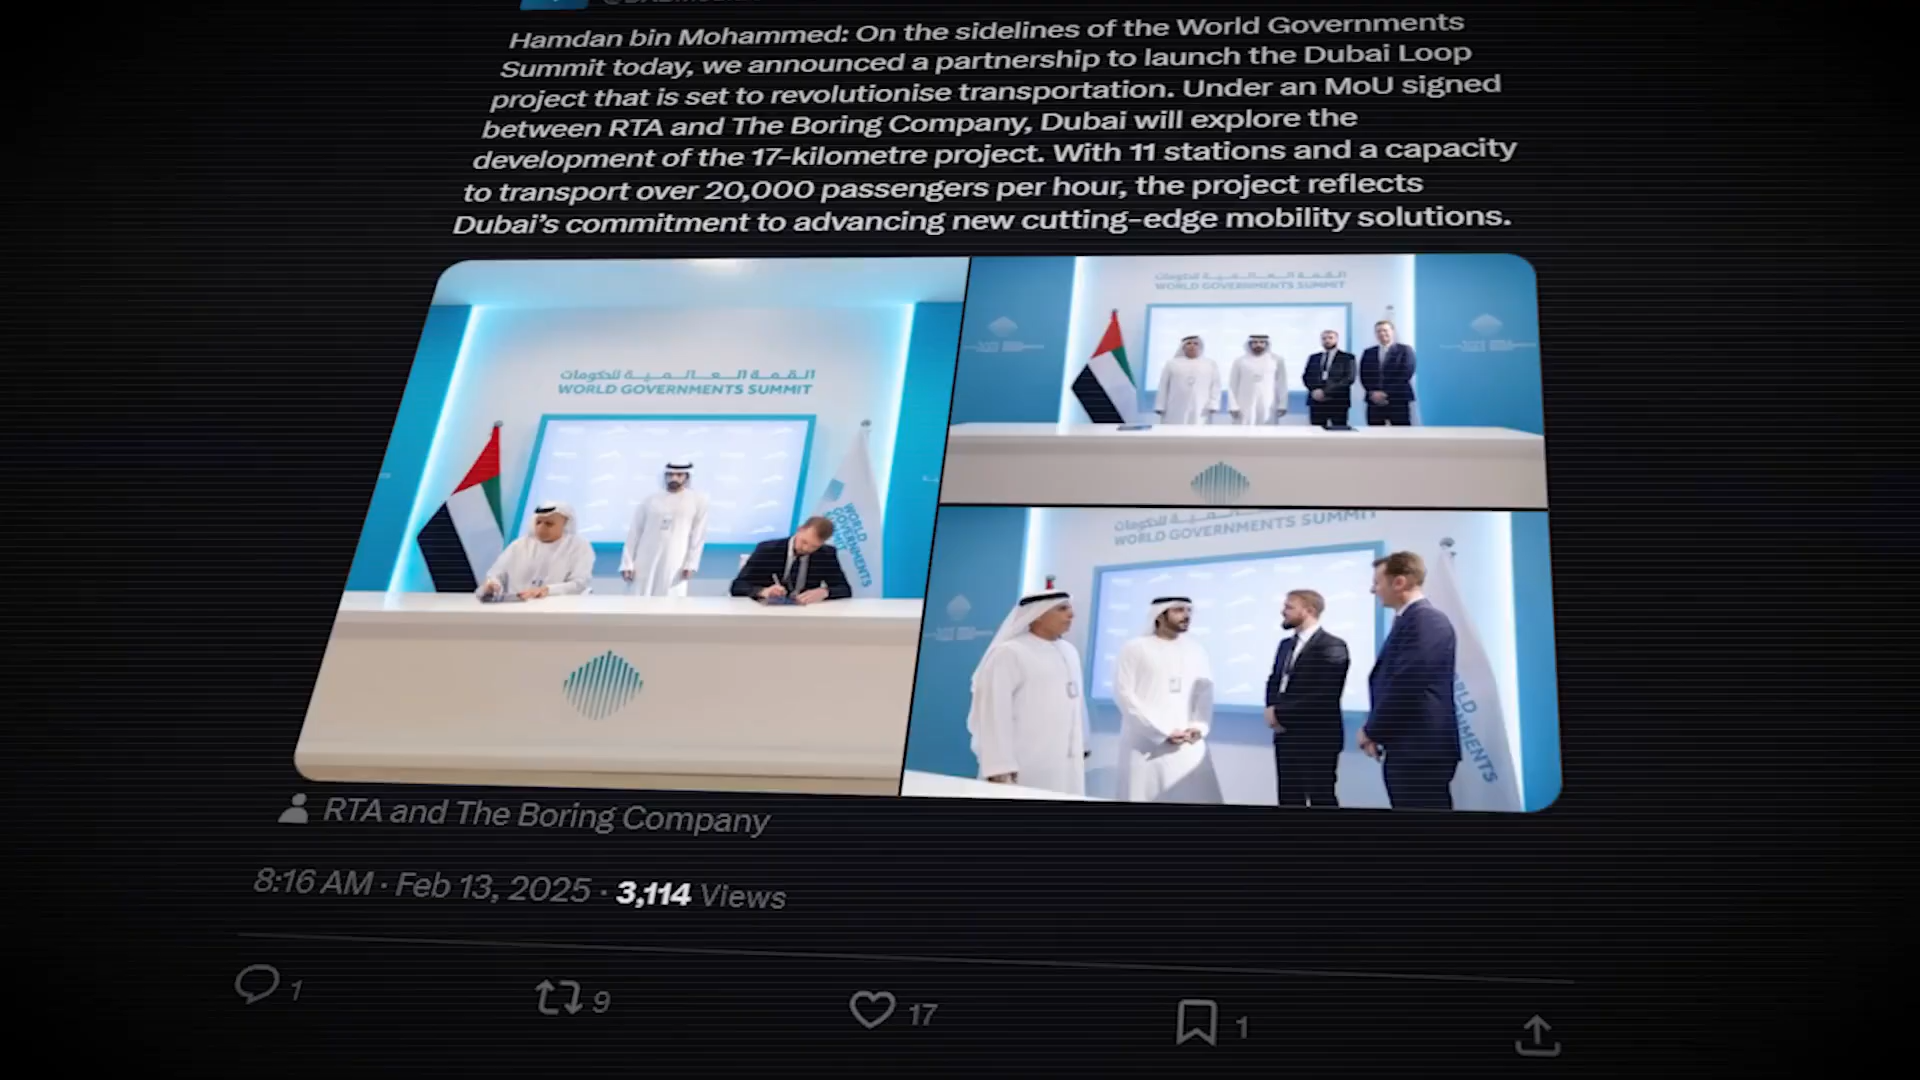 Hamdan bin Mohammed: On the sidelines of the World Governments
Summit today, we announced a partnership to launch the Dubai Loop
project that is set to revolutionise transportation. Under an MoU signed
between RTA and The Boring Company, Dubai will explore the
development of the 17-kilometre project. With 11 stations and a capacity
to transport over 20,000 passengers per hour, the project reflects
Dubai's commitment to advancing new cutting-edge mobility solutions.
القمة العالمية للحكومات
WORLD GOVERNMENTS SUMMIT
WORLD
GOVERNMENTS
القمة العالمية للحكومات
WORLD GOVERNMENTS SUMMIT
القمة العالمية للحكومات
WORLD GOVERNMENTS SUMMIT
RTA and The Boring Company
8:16 AM · Feb 13, 2025 · 3,114 Views
1
9
17
1